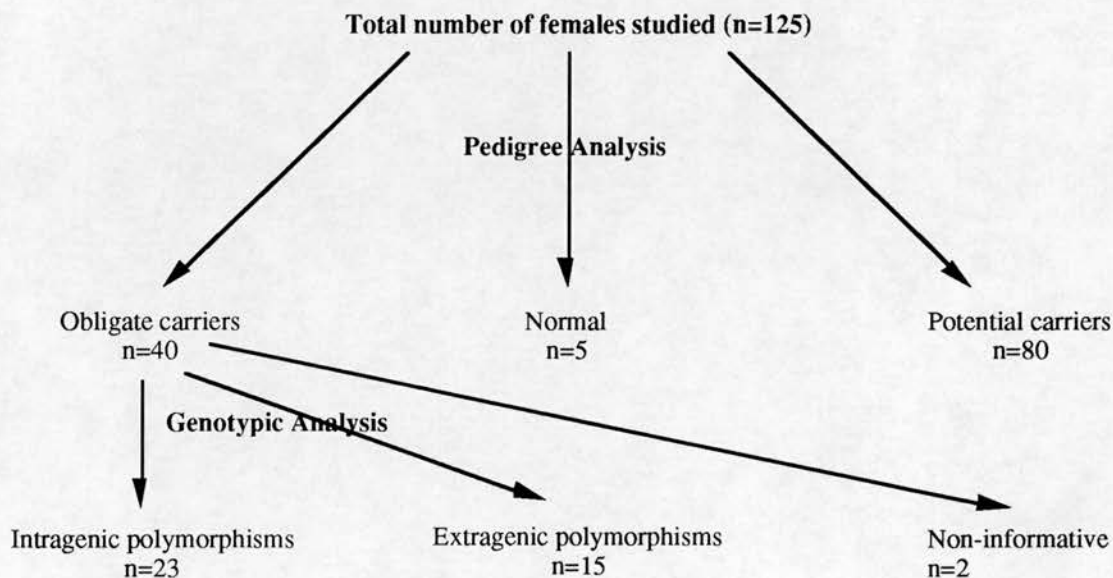 Total number of females studied (n=125)
Pedigree Analysis
Obligate carriers
n=40
Normal
n=5
Potential carriers
n=80
Genotypic Analysis
Intragenic polymorphisms
n=23
Extragenic polymorphisms
n=15
Non-informative
n=2